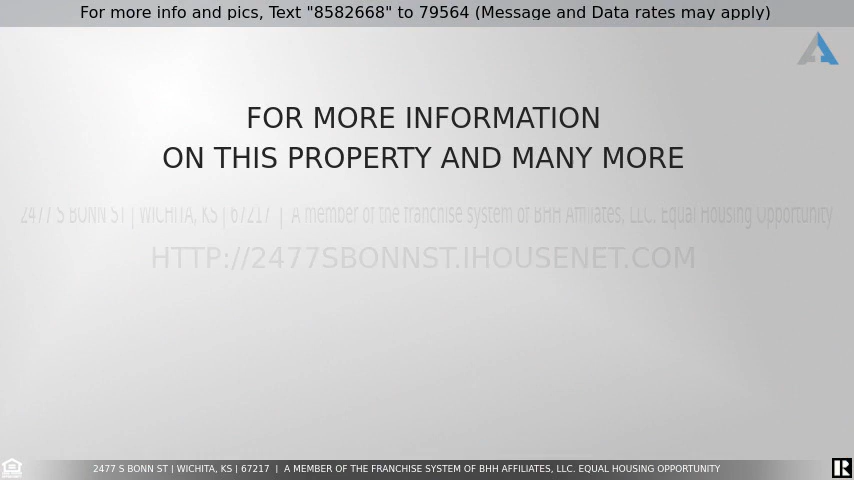 For more info and pics, Text "8582668" to 79564 (Message and Data rates may apply)
FOR MORE INFORMATION
ON THIS PROPERTY AND MANY MORE
2477 S BONN ST | WICHITA, KS | 67217 | A member of the franchise system of BHH Affiliates, LLC. Equal Housing Opportunity
HTTP://2477SBONNST.IHOUSENET.COM
2477 S BONN ST | WICHITA, KS | 67217 | A MEMBER OF THE FRANCHISE SYSTEM OF BHH AFFILIATES, LLC. EQUAL HOUSING OPPORTUNITY